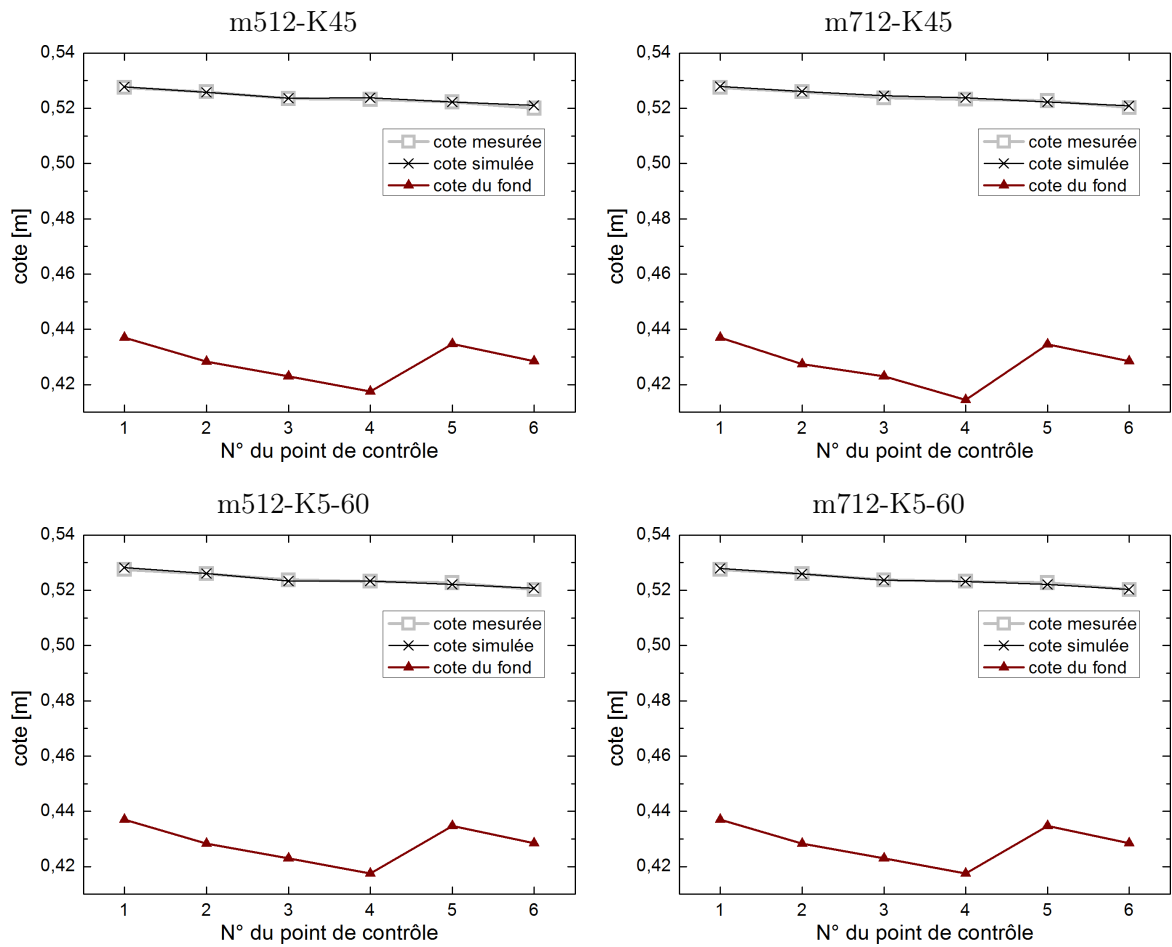 m512-K45
0,54
0,52
0,50
0,48
0,46
0,44
0,42
cote [m]
cote mesurée
cote simulée
cote du fond
1 2 3 4 5 6
N° du point de contrôle
m712-K45
0,54
0,52
0,50
0,48
0,46
0,44
0,42
cote [m]
cote mesurée
cote simulée
cote du fond
1 2 3 4 5 6
N° du point de contrôle
m512-K5-60
0,54
0,52
0,50
0,48
0,46
0,44
0,42
cote [m]
cote mesurée
cote simulée
cote du fond
1 2 3 4 5 6
N° du point de contrôle
m712-K5-60
0,54
0,52
0,50
0,48
0,46
0,44
0,42
cote [m]
cote mesurée
cote simulée
cote du fond
1 2 3 4 5 6
N° du point de contrôle